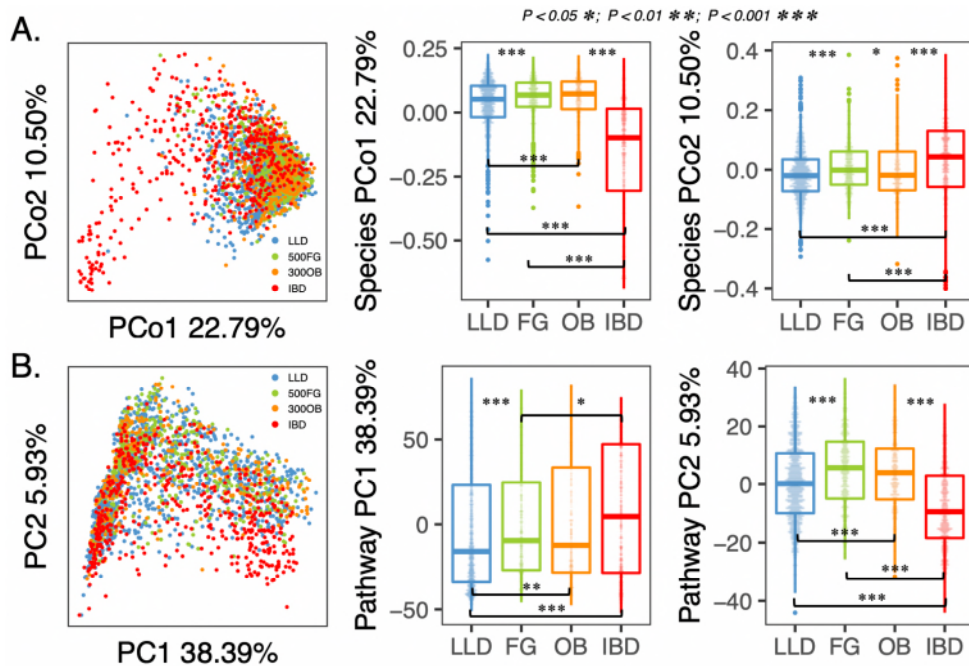 P < 0.05 *; P < 0.01 **; P < 0.001 ***
A.
PCo2 10.50%
LLD
500FG
300OB
IBD
PCo1 22.79%
Species PCo1 22.79%
0.25
0.00
−0.25
−0.50
***
***
***
***
***
LLD FG OB IBD
Species PCo2 10.50%
0.4
0.2
0.0
−0.2
−0.4
*** * ***
***
***
LLD FG OB IBD
B.
PC2 5.93%
LLD
500FG
300OB
IBD
PC1 38.39%
Pathway PC1 38.39%
50
0
−50
*** *
**
***
LLD FG OB IBD
Pathway PC2 5.93%
40
20
0
−20
−40
*** ***
***
***
***
LLD FG OB IBD